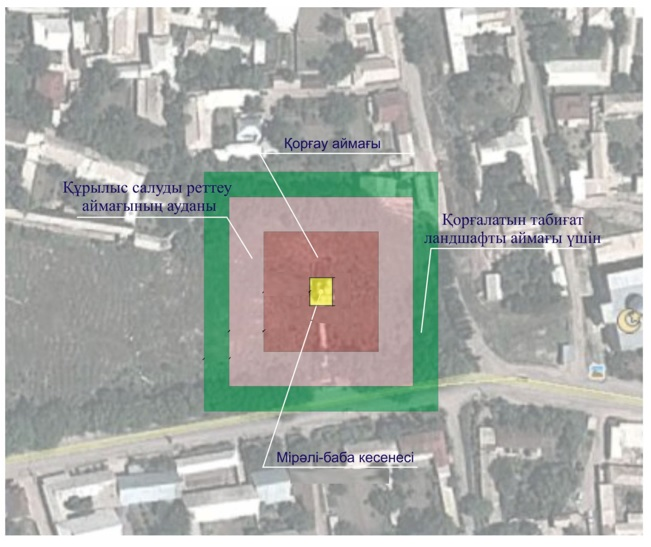 Қорғау аймағы
Құрылыс салуды реттеу
аймағының ауданы
Қорғалатын табиғат
ландшафты аймағы үшін
Мірәлі-баба кесенесі